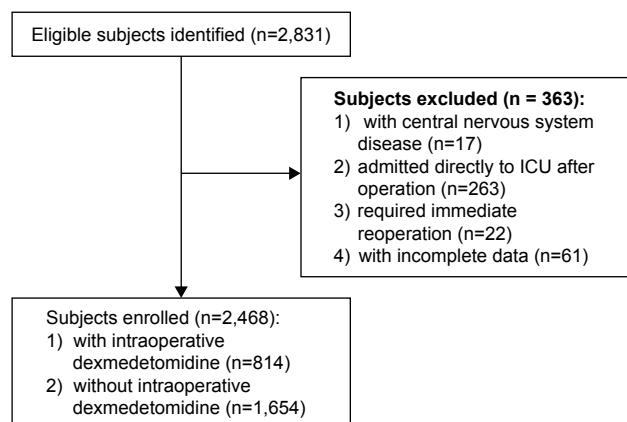 Eligible subjects identified (n=2,831)
Subjects excluded (n = 363):
1) with central nervous system
disease (n=17)
2) admitted directly to ICU after
operation (n=263)
3) required immediate
reoperation (n=22)
4) with incomplete data (n=61)
Subjects enrolled (n=2,468):
1) with intraoperative
dexmedetomidine (n=814)
2) without intraoperative
dexmedetomidine (n=1,654)